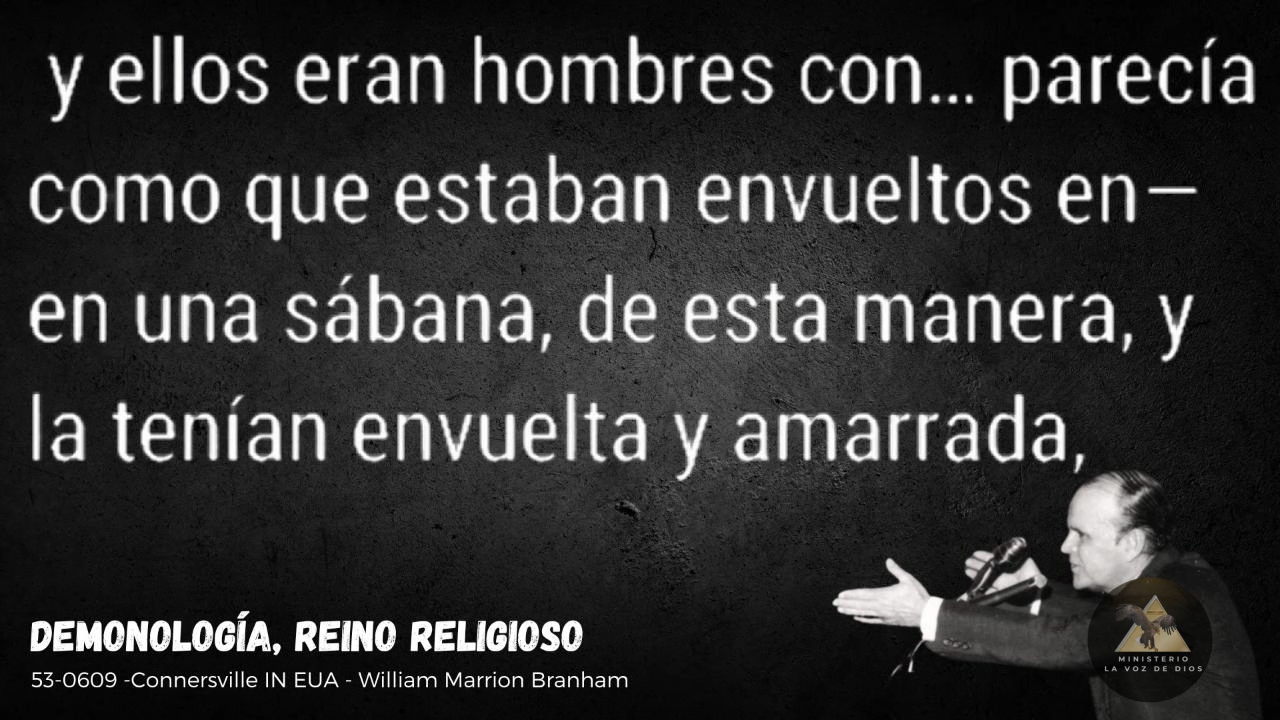 y ellos eran hombres con... parecía
como que estaban envueltos en—
en una sábana, de esta manera, y
la tenían envuelta y amarrada,
DEMONOLOGÍA, REINO RELIGIOSO
53-0609 -Connersville IN EUA - William Marrion Branham
MINISTERIO
LA VOZ DE DIOS